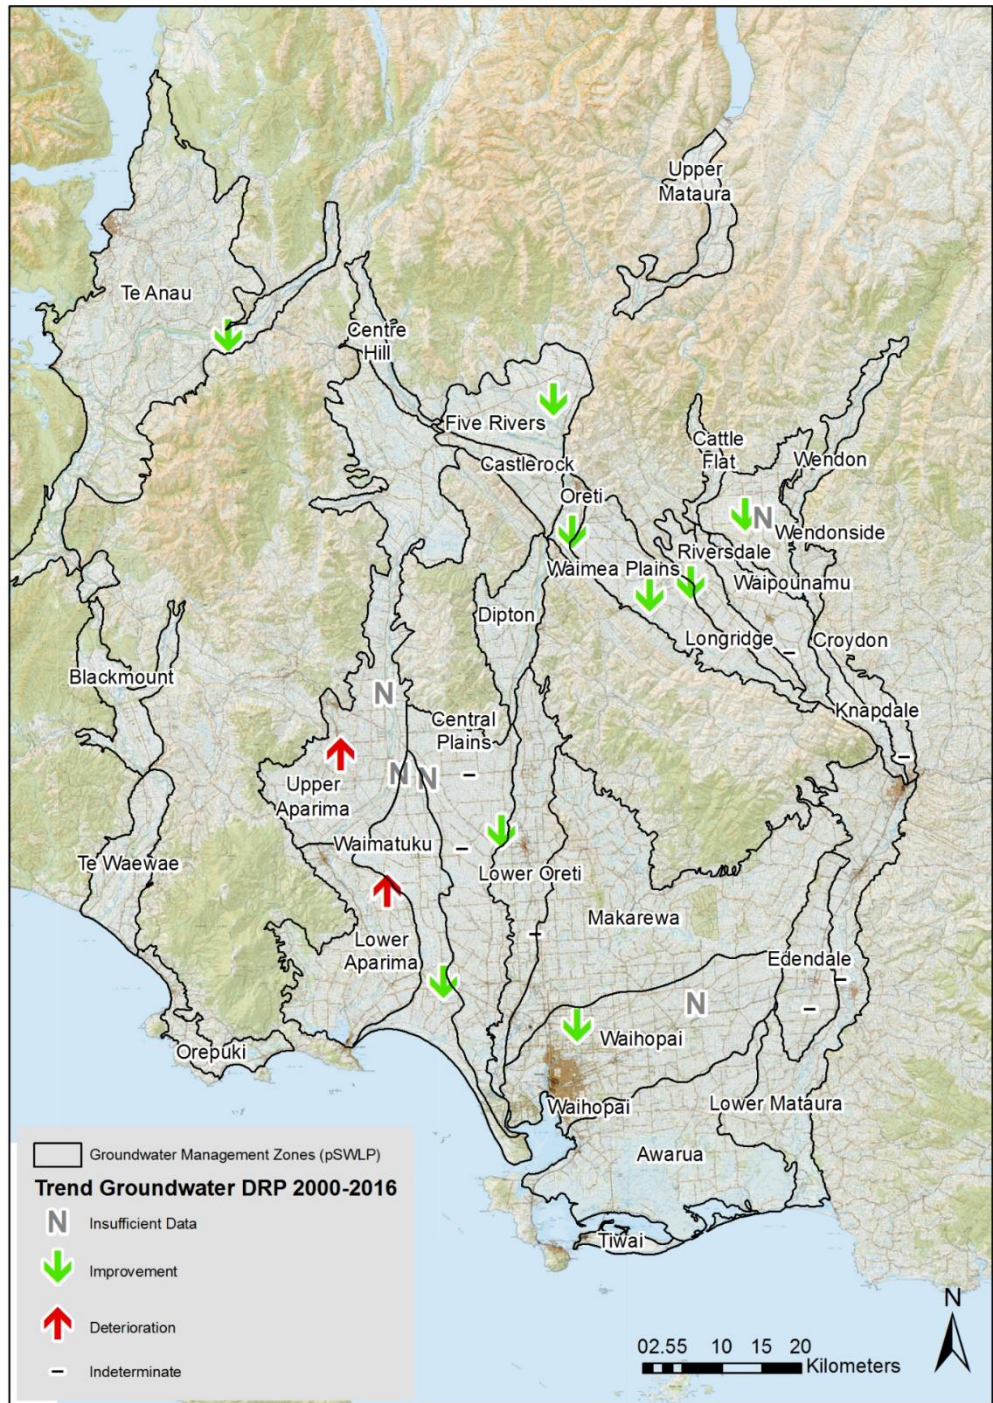 Upper
Mataura
Te Anau
Centre
Hill
Five Rivers
Cattle
Flat
Wendon
Castlerock
Oreti
Wendonside
N
Riversdale
Waimea Plains
Waipounamu
Dipton
Longridge
Croydon
Blackmount
N
Knapdale
Central
Plains
N
N
Upper
Aparima
Waimatuku
Te Waewae
Lower Oreti
Makarewa
Lower
Aparima
Edendale
N
Waihopai
Orepuki
Waihopai
Lower Mataura
Awarua
Tiwai
Groundwater Management Zones (pSWLP)
Trend Groundwater DRP 2000-2016
N Insufficient Data
Improvement
Deterioration
Indeterminate
N
02.55 10 15 20
Kilometers